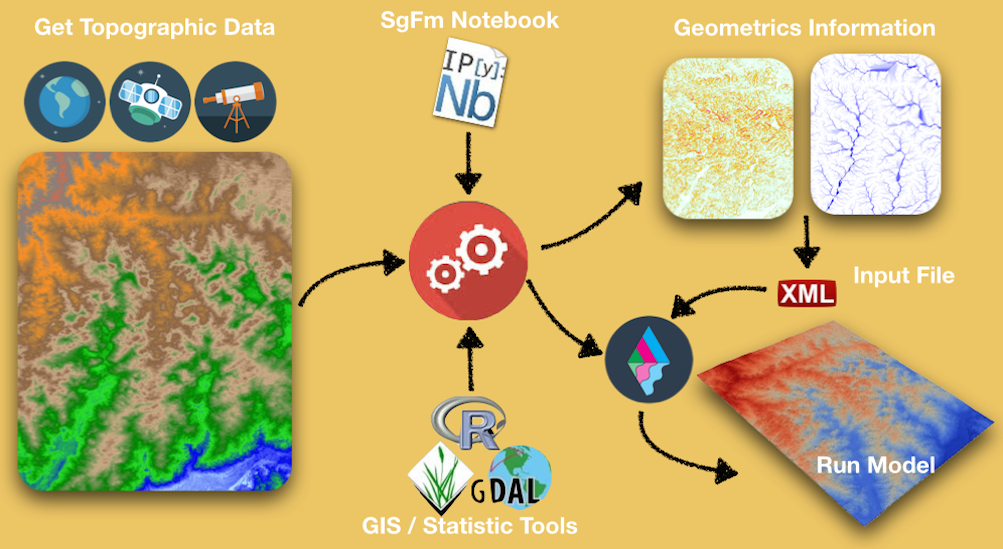 Get Topographic Data
SgFm Notebook
Geometrics Information
IP[y]:
Nb
XML
Input File
R
GDAL
GIS / Statistic Tools
Run Model